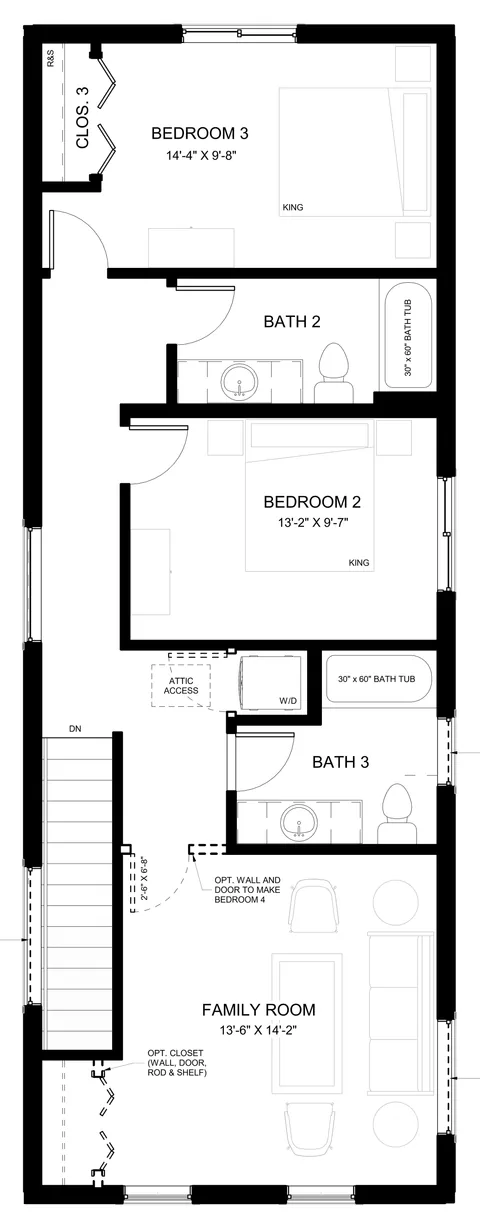 R&S
CLOS. 3
BEDROOM 3
14'-4" X 9'-8"
KING
BATH 2
30" x 60" BATH TUB
BEDROOM 2
13'-2" X 9'-7"
KING
ATTIC
ACCESS
W/D
30" x 60" BATH TUB
DN
BATH 3
2'-6" X 6'-8"
OPT. WALL AND
DOOR TO MAKE
BEDROOM 4
FAMILY ROOM
13'-6" X 14'-2"
OPT. CLOSET
(WALL, DOOR,
ROD & SHELF)